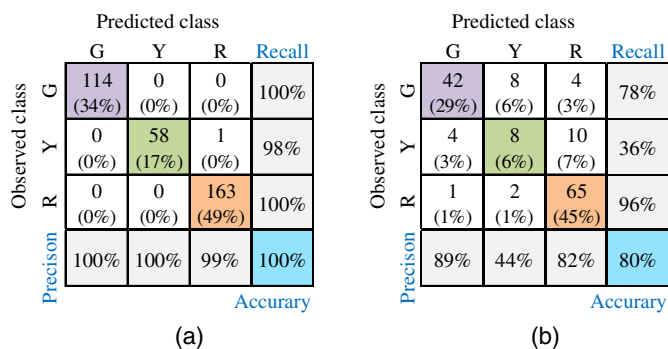 Predicted class
G Y R Recall
Observed class
G
114 0 0 100%
(34%) (0%) (0%)
Y
0 58 1 98%
(0%) (17%) (0%)
R
0 0 163 100%
(0%) (0%) (49%)
Precison
100% 100% 99% 100%
Accurary
(a)
Predicted class
G Y R Recall
Observed class
G
42 8 4 78%
(29%) (6%) (3%)
Y
4 8 10 36%
(3%) (6%) (7%)
R
1 2 65 96%
(1%) (1%) (45%)
Precison
89% 44% 82% 80%
Accurary
(b)